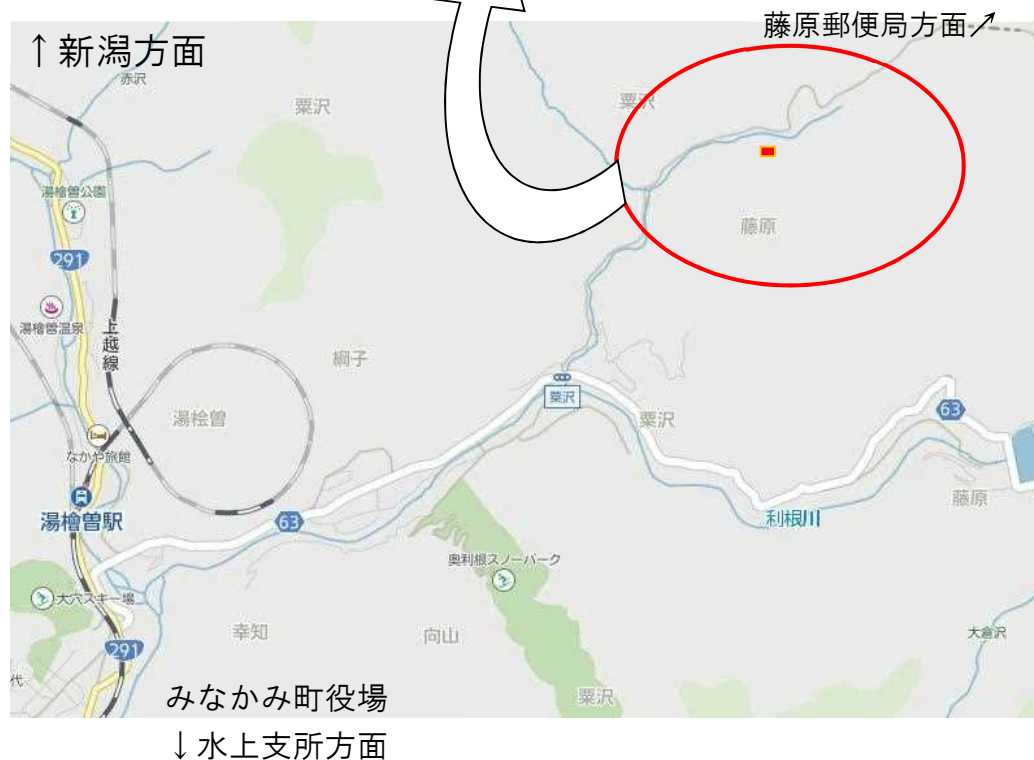 藤原郵便局方面↗
↑新潟方面
赤沢
粟沢
粟沢
湯檜曽公園
藤原
291
湯檜曽温泉
上越線
綱子
湯桧曽
粟沢
粟沢
63
なかや旅館
藤原
湯檜曽駅
63
利根川
奥利根スノーパーク
大穴スキー場
幸知
向山
大倉沢
291
代
粟沢
みなかみ町役場
↓水上支所方面